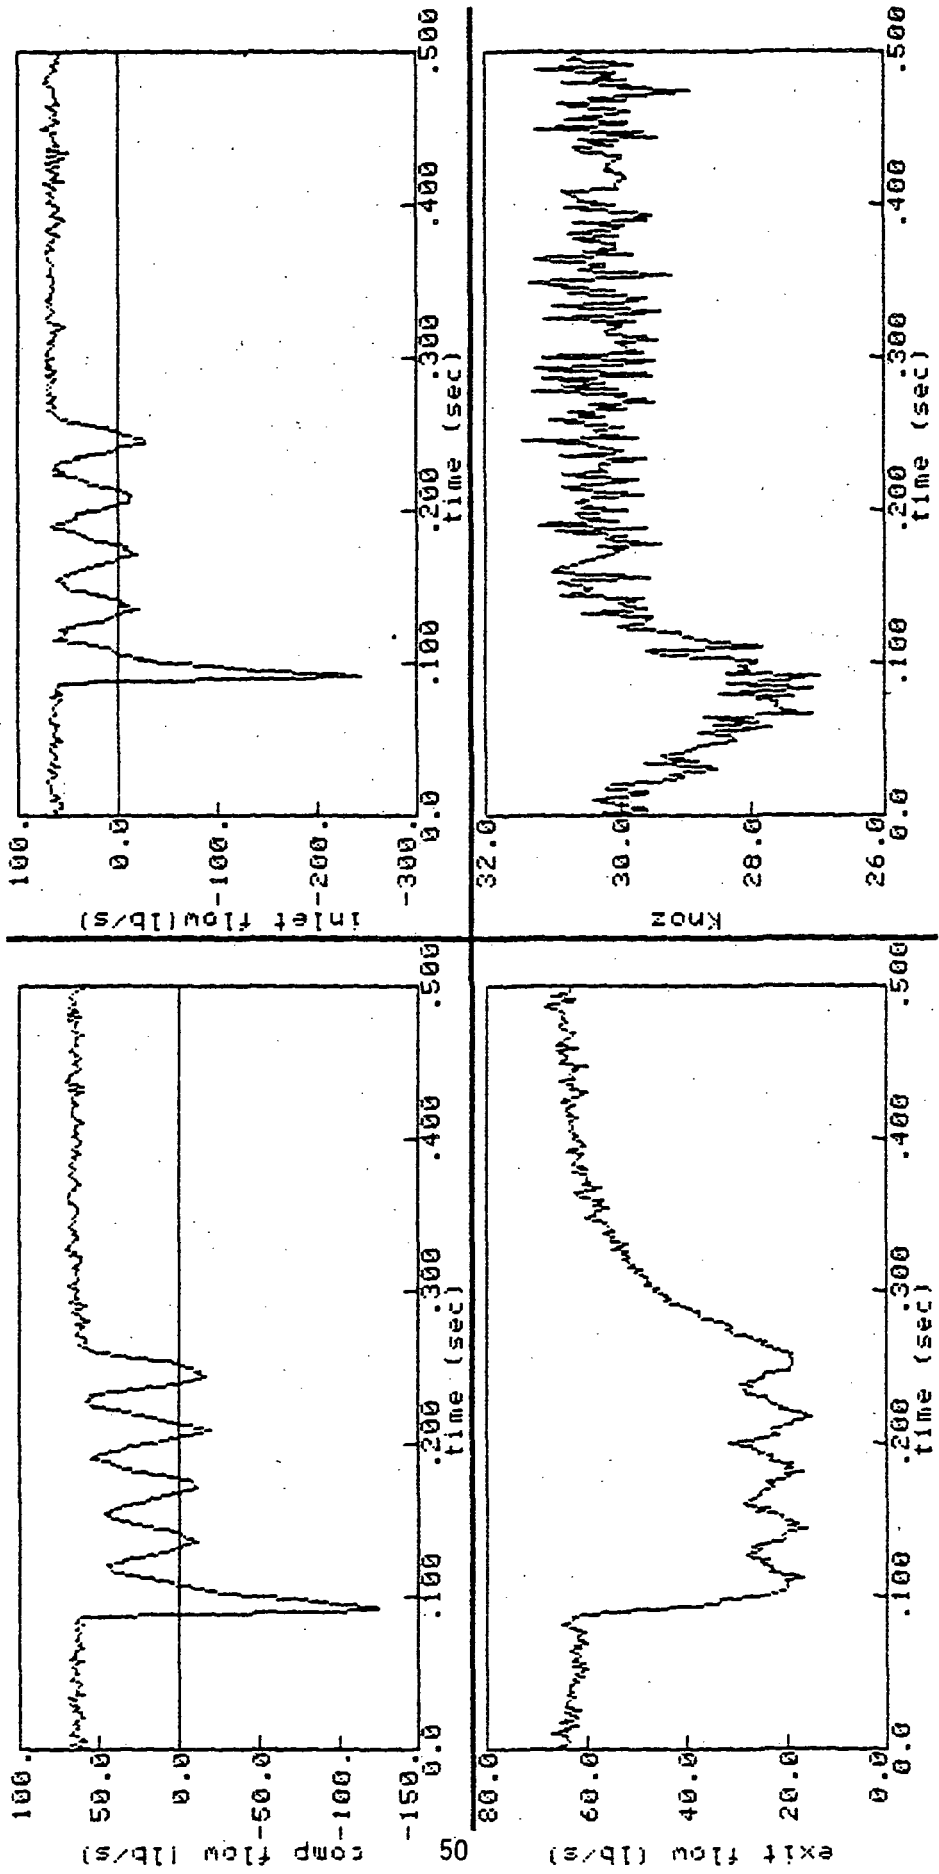 comp flow (lb/s)
100.
50.0
0.0
-50.0
-100.
-150.
0.0 .100 .200 .300 .400 .500
time (sec)
inlet flow(lb/s)
100.
0.0
-100.
-200.
-300.
0.0 .100 .200 .300 .400 .500
time (sec)
exit flow (lb/s)
80.0
60.0
40.0
20.0
0.0
0.0 .100 .200 .300 .400 .500
time (sec)
Knoz
32.0
30.0
28.0
26.0
0.0 .100 .200 .300 .400 .500
time (sec)
50